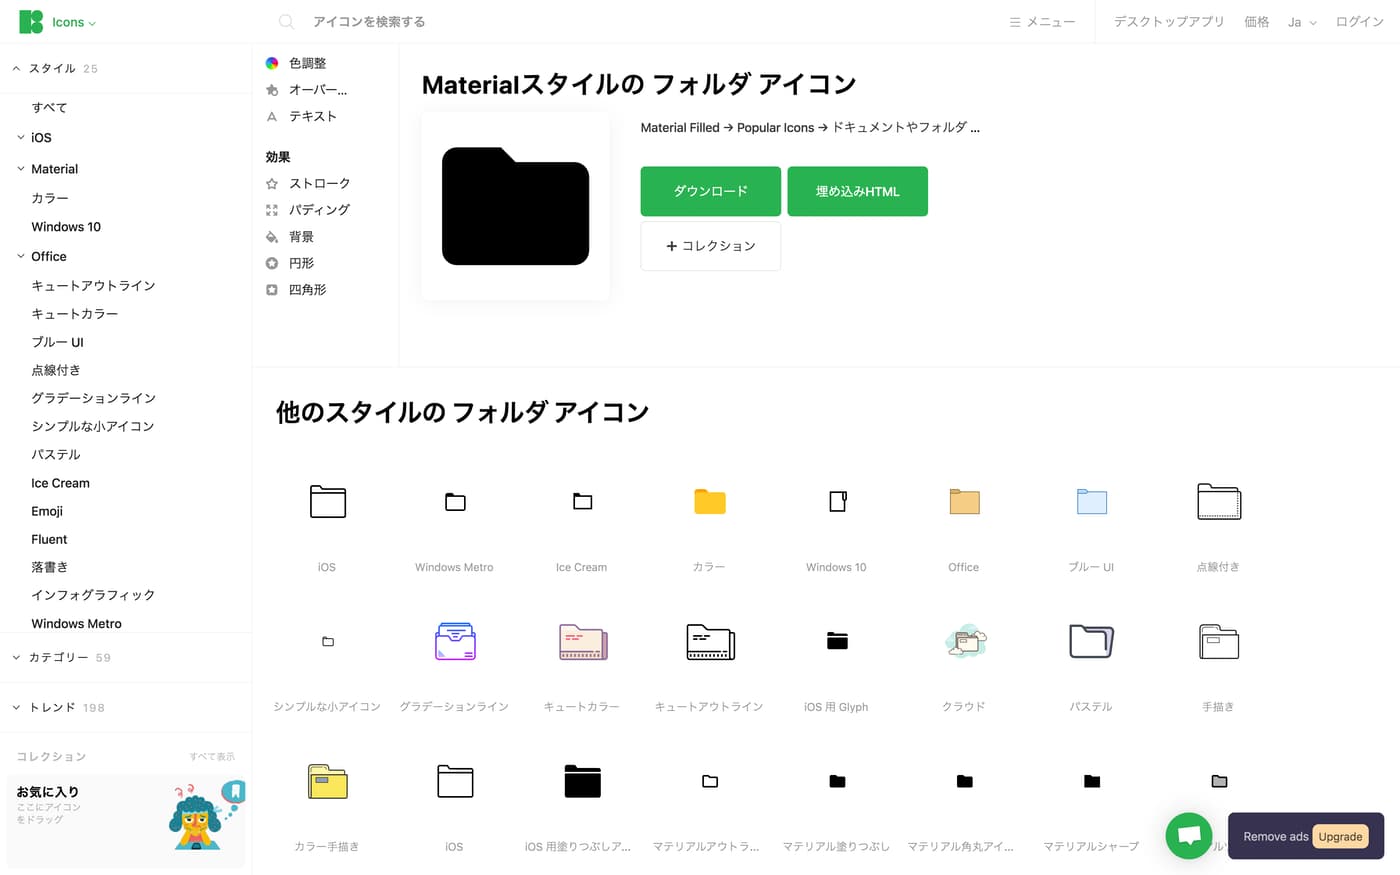 Icons
アイコンを検索する
メニュー
デスクトップアプリ
価格
Ja
ログイン
スタイル 25
すべて
iOS
Material
カラー
Windows 10
Office
キュートアウトライン
キュートカラー
ブルー UI
点線付き
グラデーションライン
シンプルな小アイコン
パステル
Ice Cream
Emoji
Fluent
落書き
インフォグラフィック
Windows Metro
カテゴリー 59
トレンド 198
コレクション
すべて表示
お気に入り
ここにアイコン
をドラッグ
色調整
オーバー...
テキスト
効果
ストローク
パディング
背景
円形
四角形
Materialスタイルの フォルダ アイコン
Material Filled → Popular Icons → ドキュメントやフォルダ ...
ダウンロード
埋め込みHTML
+ コレクション
他のスタイルの フォルダ アイコン
iOS
Windows Metro
Ice Cream
カラー
Windows 10
Office
ブルー UI
点線付き
シンプルな小アイコン
グラデーションライン
キュートカラー
キュートアウトライン
iOS 用 Glyph
クラウド
パステル
手描き
カラー手描き
iOS
iOS 用塗りつぶしア...
マテリアルアウトラ...
マテリアル塗りつぶし
マテリアル角丸アイ...
マテリアルシャープ
Remove ads
Upgrade